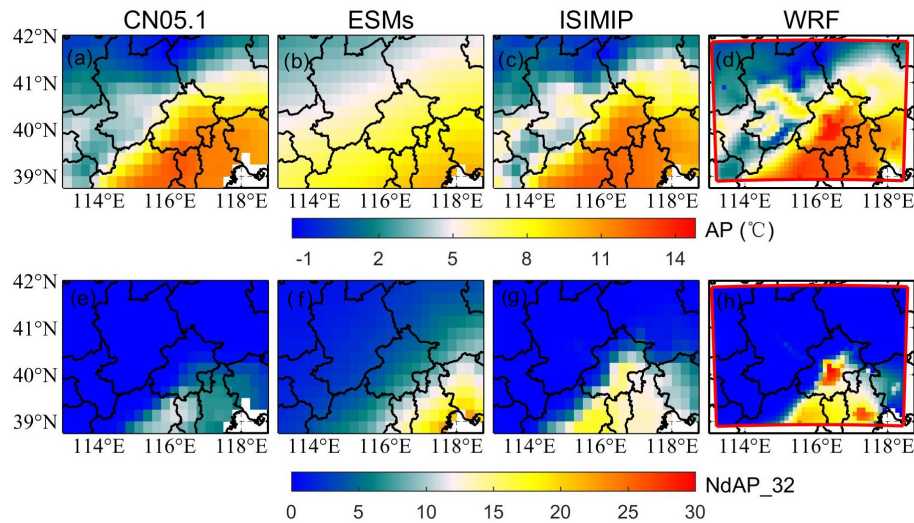 CN05.1 ESMs ISIMIP WRF
42°N (a) (b) (c) (d)
41°N
40°N
39°N
114°E 116°E 118°E 114°E 116°E 118°E 114°E 116°E 118°E 114°E 116°E 118°E
-1 2 5 8 11 14 AP (℃)
42°N (e) (f) (g) (h)
41°N
40°N
39°N
114°E 116°E 118°E 114°E 116°E 118°E 114°E 116°E 118°E 114°E 116°E 118°E
0 5 10 15 20 25 30 NdAP_32